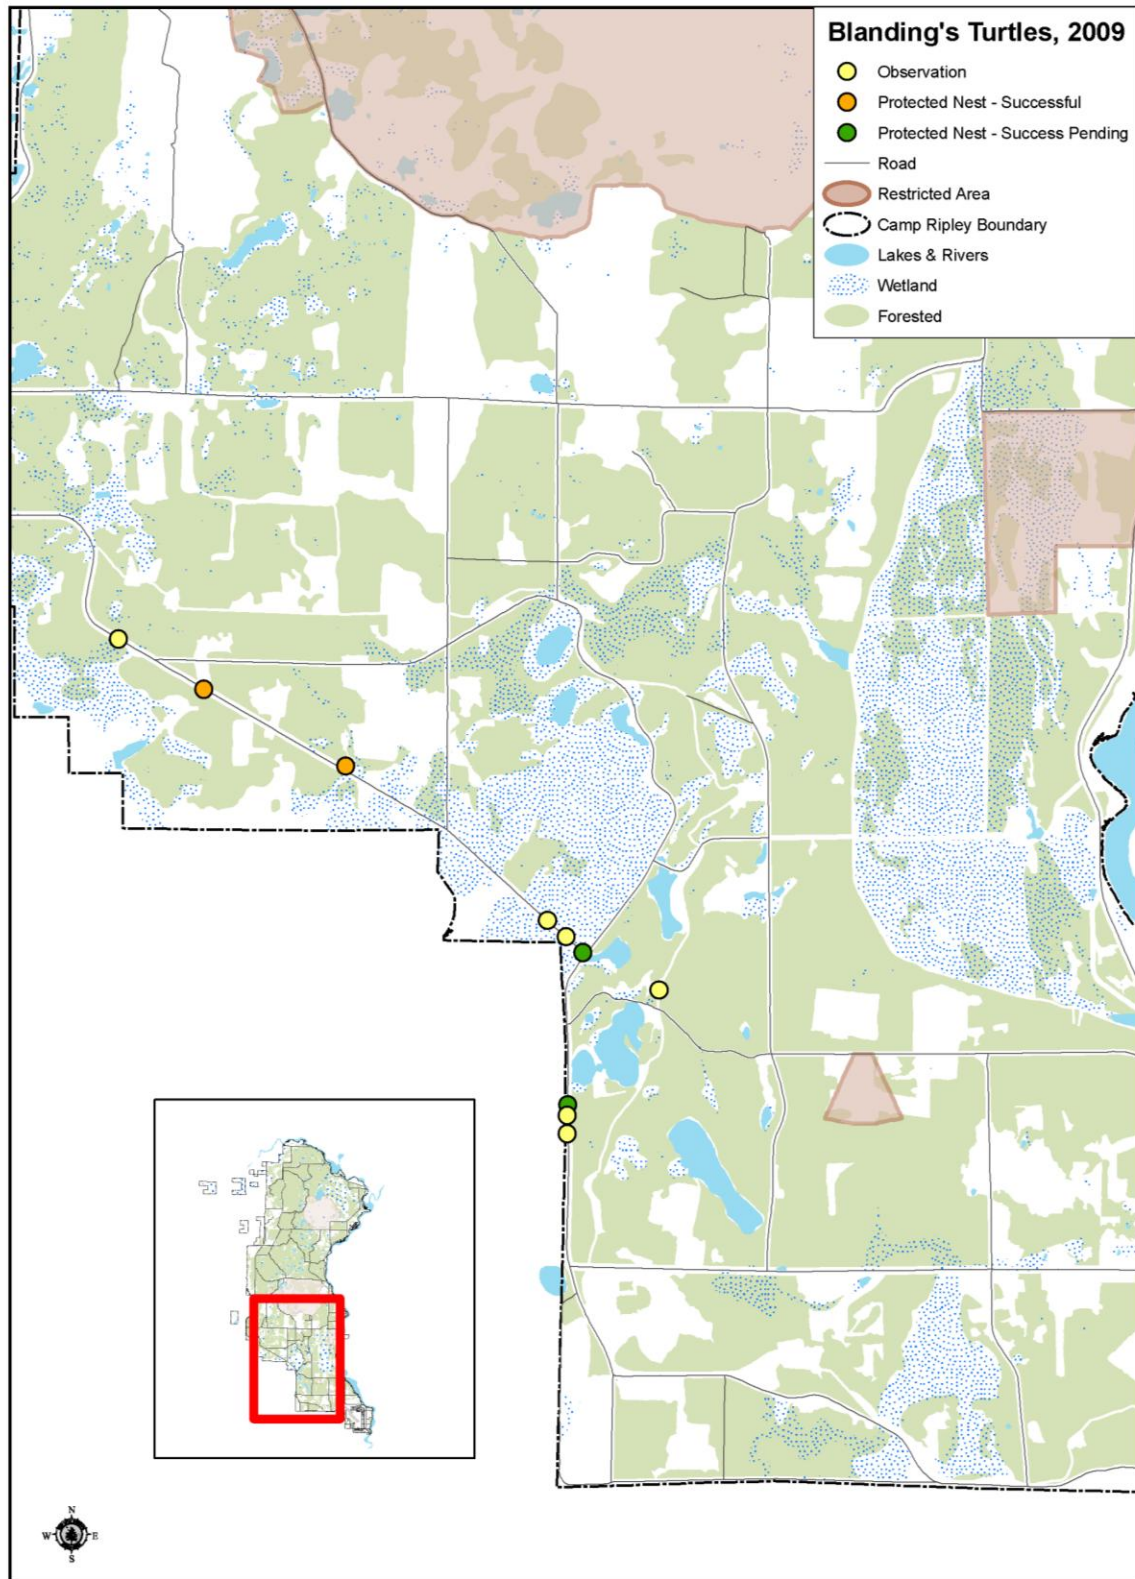 Blanding's Turtles, 2009
Observation
Protected Nest - Successful
Protected Nest - Success Pending
Road
Restricted Area
Camp Ripley Boundary
Lakes & Rivers
Wetland
Forested
N
W E
S